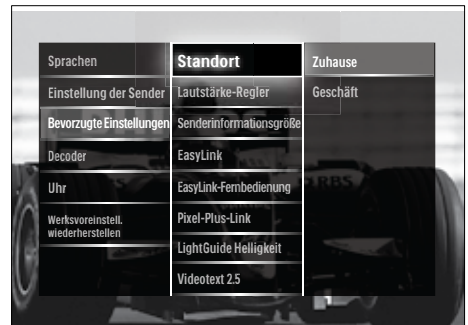 Sprachen
Einstellung der Sender
Bevorzugte Einstellungen
Decoder
Uhr
Werksvoreinstell.
wiederherstellen
Standort
Lautstärke-Regler
Senderinformationsgröße
EasyLink
EasyLink-Fernbedienung
Pixel-Plus-Link
LightGuide Helligkeit
Videotext 2.5
Zuhause
Geschäft
RBS